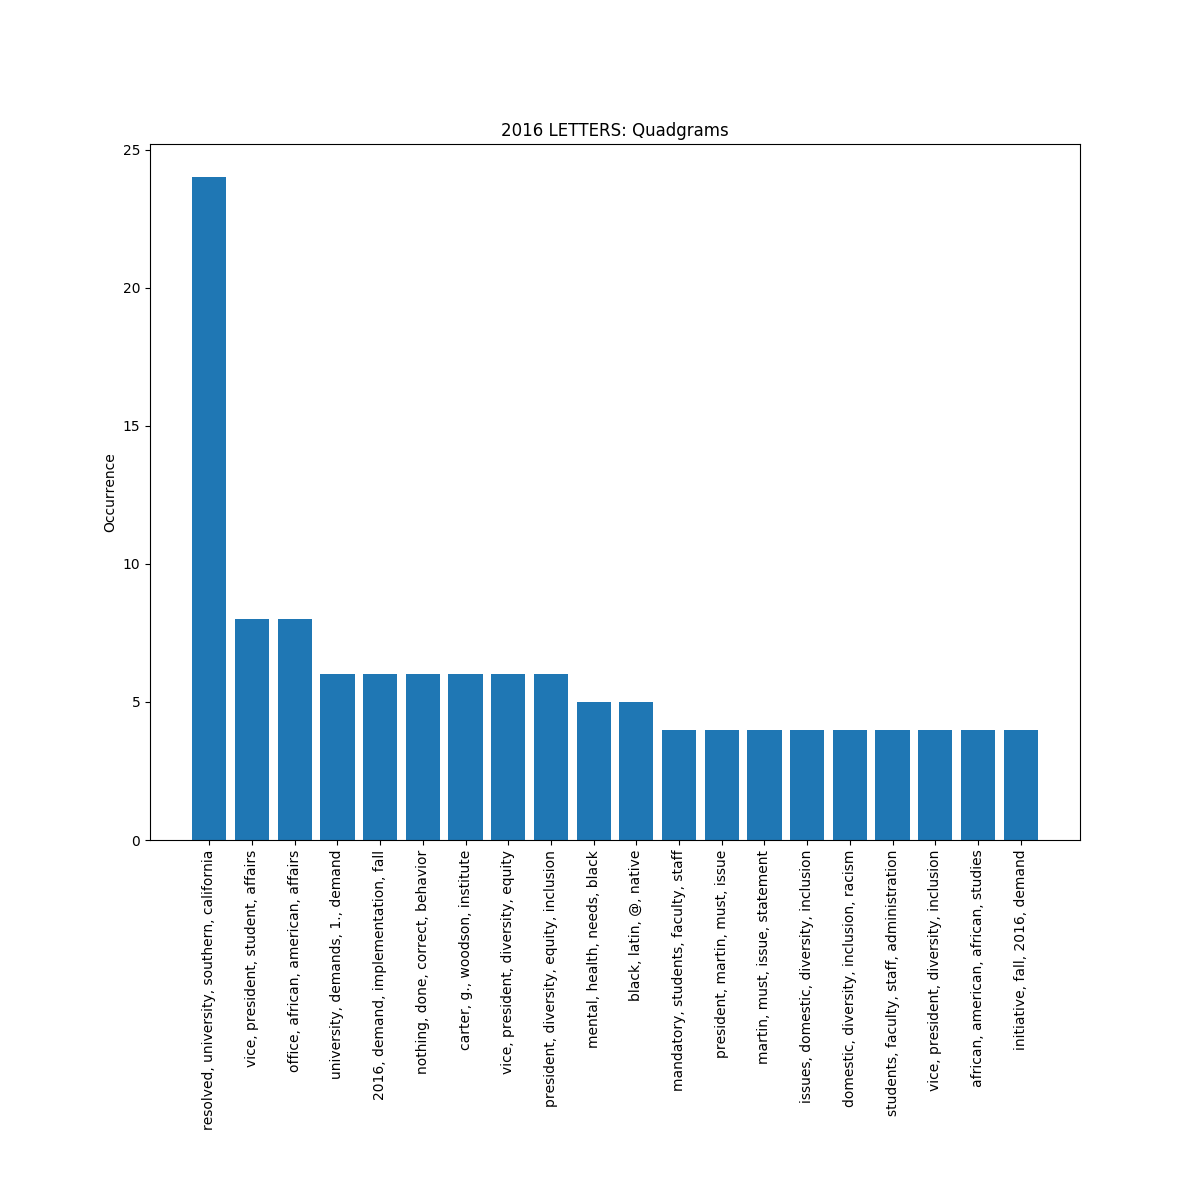 2016 LETTERS: Quadgrams
Occurrence
25
20
15
10
5
0
resolved, university, southern, california
vice, president, student, affairs
office, african, american, affairs
university, demands, 1., demand
2016, demand, implementation, fall
nothing, done, correct, behavior
carter, g., woodson, institute
vice, president, diversity, equity
president, diversity, equity, inclusion
mental, health, needs, black
black, latin, @, native
mandatory, students, faculty, staff
president, martin, must, issue
martin, must, issue, statement
issues, domestic, diversity, inclusion
domestic, diversity, inclusion, racism
students, faculty, staff, administration
vice, president, diversity, inclusion
african, american, african, studies
initiative, fall, 2016, demand